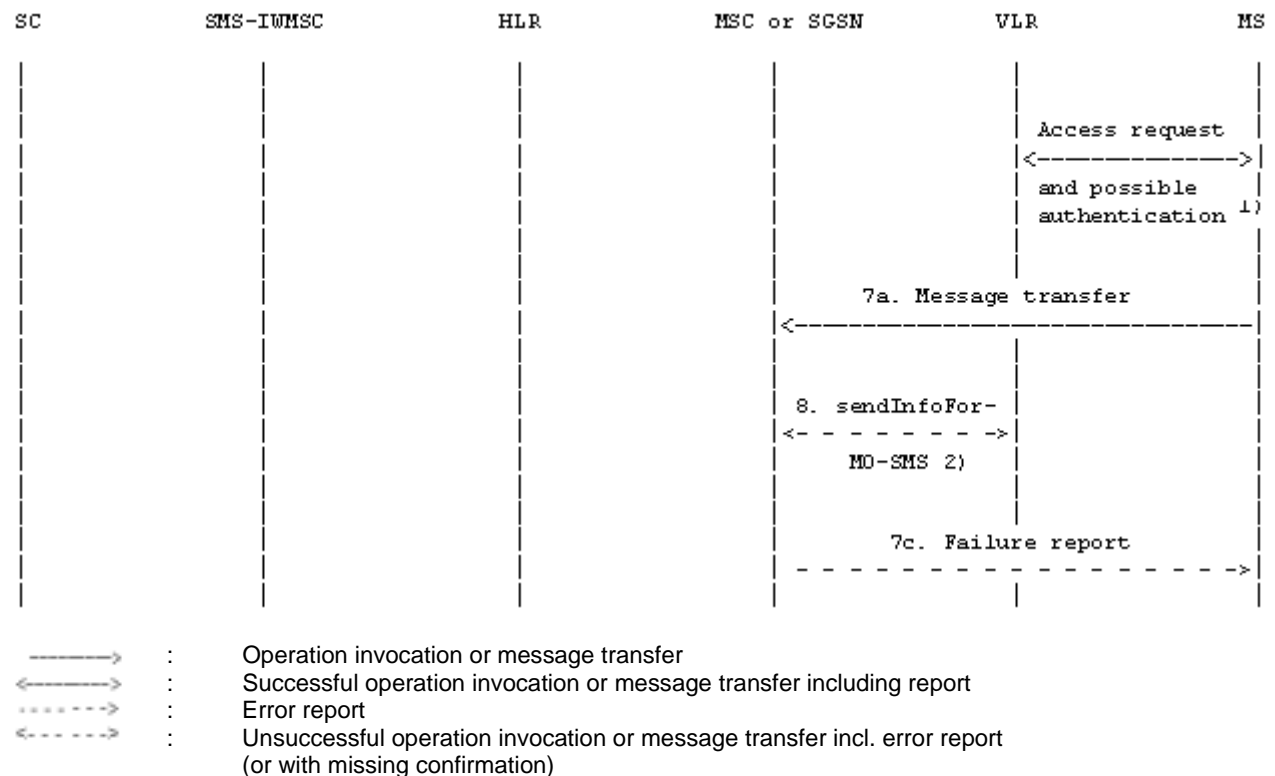 SC SMS-IWMSC HLR MSC or SGSN VLR MS
Access request
and possible
authentication 1)
7a. Message transfer
8. sendInfoFor-
MO-SMS 2)
7c. Failure report
: Operation invocation or message transfer
: Successful operation invocation or message transfer including report
: Error report
: Unsuccessful operation invocation or message transfer incl. error report
(or with missing confirmation)